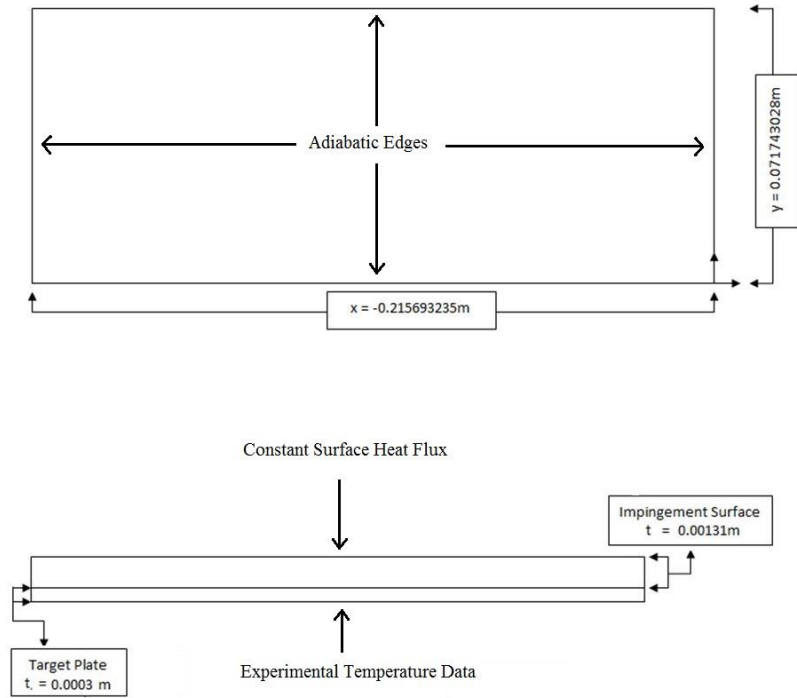 Adiabatic Edges
y = 0.071743028m
x = -0.215693235m
Constant Surface Heat Flux
Impingement Surface
t = 0.00131m
Target Plate
t. = 0.0003 m
Experimental Temperature Data